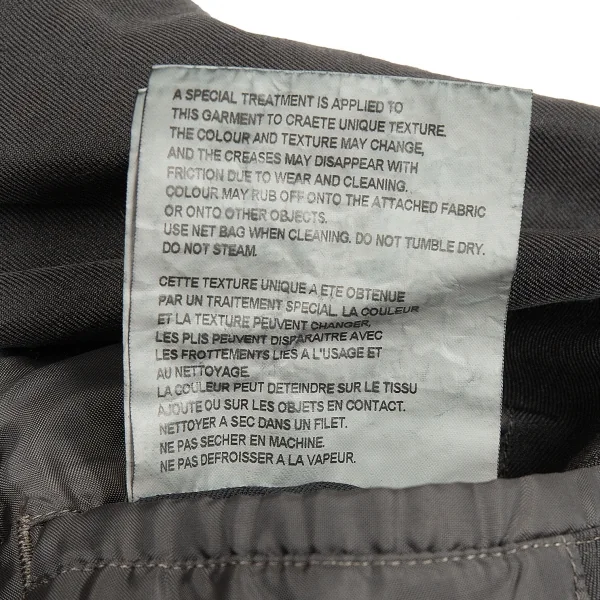 A SPECIAL TREATMENT IS APPLIED TO
THIS GARMENT TO CRAETE UNIQUE TEXTURE.
THE COLOUR AND TEXTURE MAY CHANGE,
AND THE CREASES MAY DISAPPEAR WITH
FRICTION DUE TO WEAR AND CLEANING.
COLOUR MAY RUB OFF ONTO THE ATTACHED FABRIC
OR ONTO OTHER OBJECTS.
USE NET BAG WHEN CLEANING. DO NOT TUMBLE DRY.
DO NOT STEAM.
CETTE TEXTURE UNIQUE A ETE OBTENUE
PAR UN TRAITEMENT SPECIAL. LA COULEUR
ET LA TEXTURE PEUVENT CHANGER,
LES PLIS PEUVENT DISPARAITRE AVEC
LES FROTTEMENTS LIES A L'USAGE ET
AU NETTOYAGE.
LA COULEUR PEUT DETEINDRE SUR LE TISSU
AJOUTE OU SUR LES OBJETS EN CONTACT.
NETTOYER A SEC DANS UN FILET.
NE PAS SECHER EN MACHINE.
NE PAS DEFROISSER A LA VAPEUR.